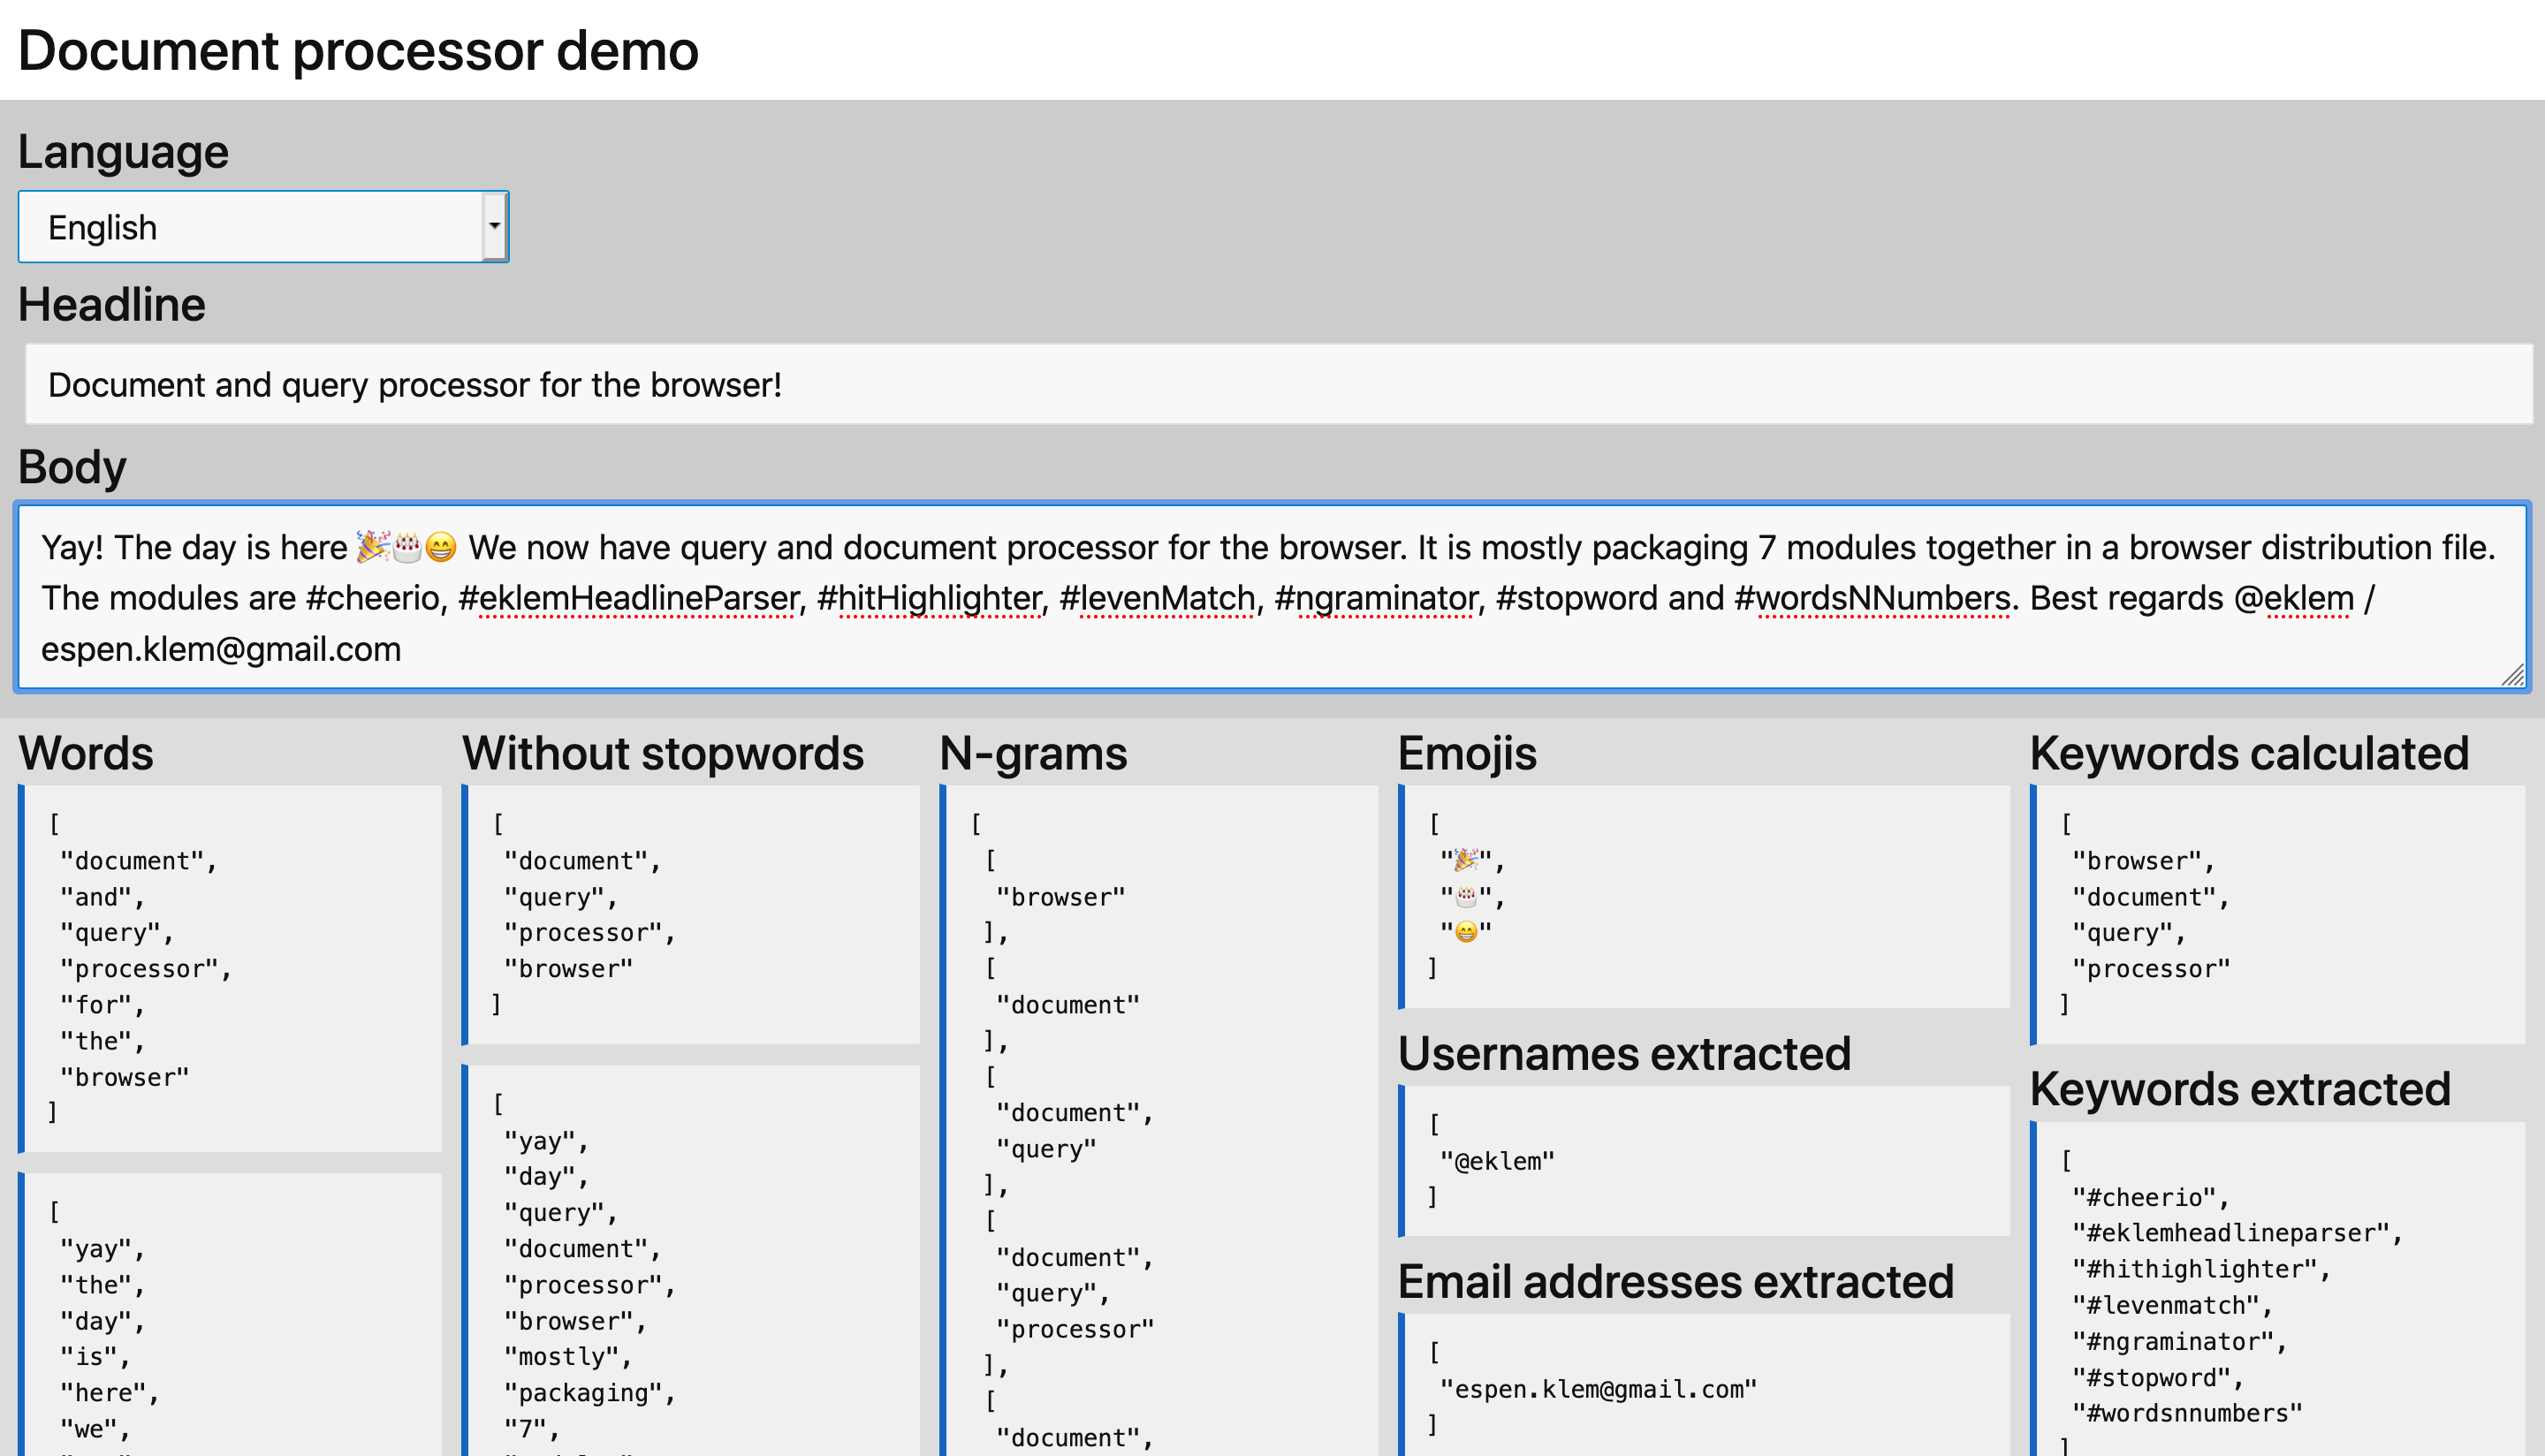 Document processor demo
Language
English
Headline
Document and query processor for the browser!
Body
Yay! The day is here 🎉🎂😁 We now have query and document processor for the browser. It is mostly packaging 7 modules together in a browser distribution file.
The modules are #cheerio, #eklemHeadlineParser, #hitHighlighter, #levenMatch, #ngraminator, #stopword and #wordsNNumbers. Best regards @eklem /
espen.klem@gmail.com
Words
[
"document",
"and",
"query",
"processor",
"for",
"the",
"browser"
]
[
"yay",
"the",
"day",
"is",
"here",
"we",
Without stopwords
[
"document",
"query",
"processor",
"browser"
]
[
"yay",
"day",
"query",
"document",
"processor",
"browser",
"mostly",
"packaging",
"7",
N-grams
[
[
"browser"
],
[
"document"
],
[
"document",
"query"
],
[
"document",
"query",
"processor"
],
[
"document",
Emojis
[
"🎉",
"🎂",
"😁"
]
Usernames extracted
[
"@eklem"
]
Email addresses extracted
[
"espen.klem@gmail.com"
]
Keywords calculated
[
"browser",
"document",
"query",
"processor"
]
Keywords extracted
[
"#cheerio",
"#eklemheadlineparser",
"#hithighlighter",
"#levenmatch",
"#ngraminator",
"#stopword",
"#wordsnnumbers"
]